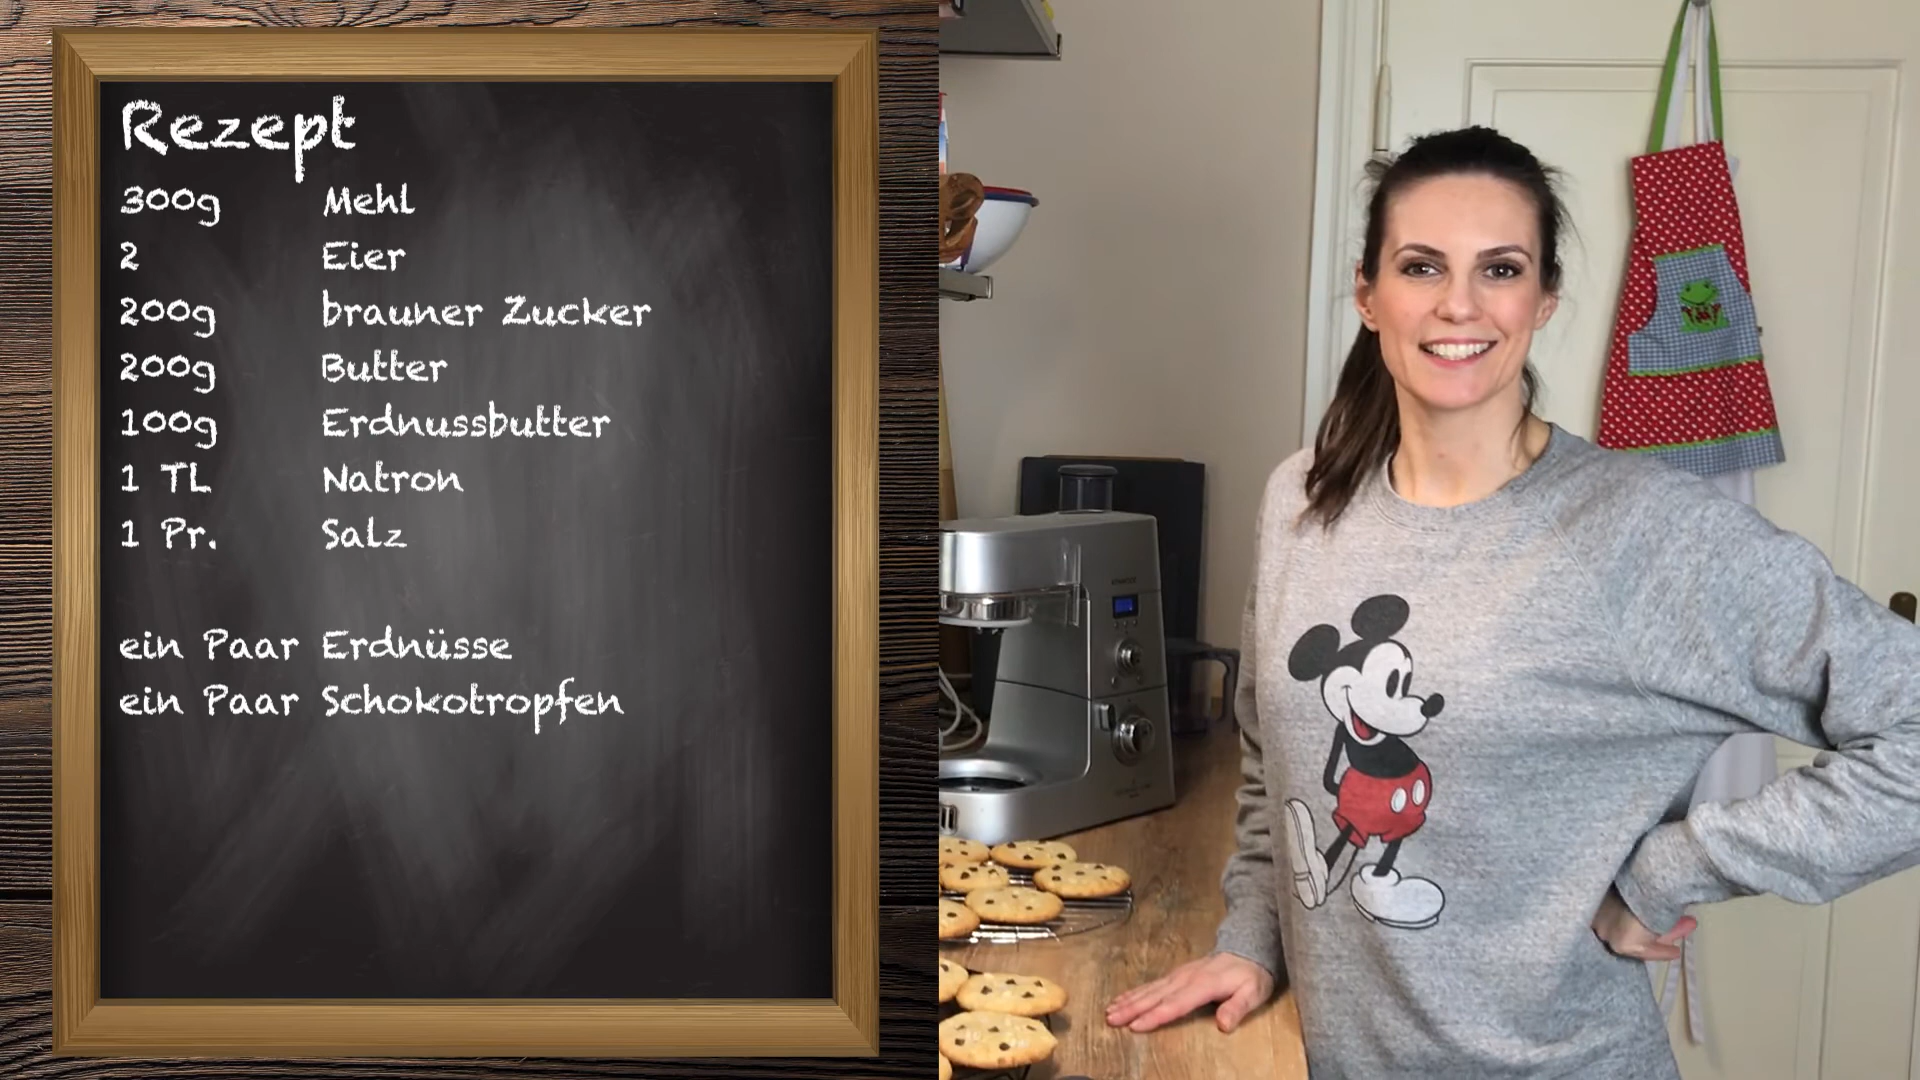 Rezept
300g Mehl
2 Eier
200g brauner Zucker
200g Butter
100g Erdnussbutter
1 TL Natron
1 Pr. Salz
ein Paar Erdnüsse
ein Paar Schokotropfen
KENWOOD